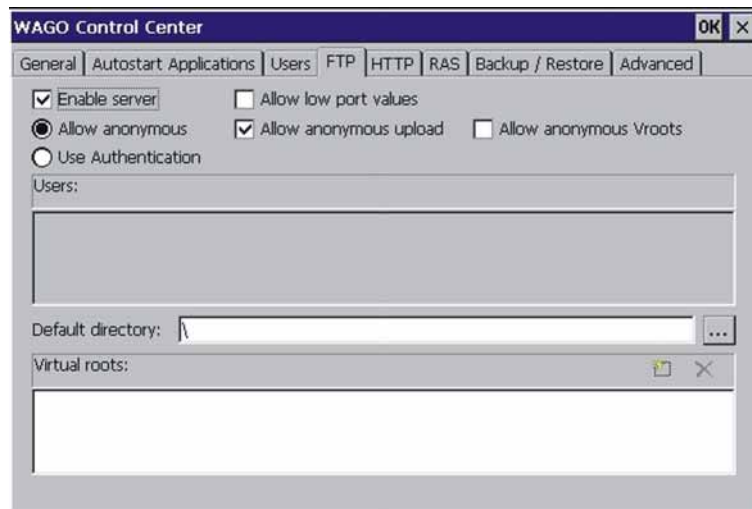 WAGO Control Center OK ×
General Autostart Applications Users FTP HTTP RAS Backup / Restore Advanced
Enable server Allow low port values
Allow anonymous Allow anonymous upload Allow anonymous Vroots
Use Authentication
Users:
Default directory: \ ...
Virtual roots: